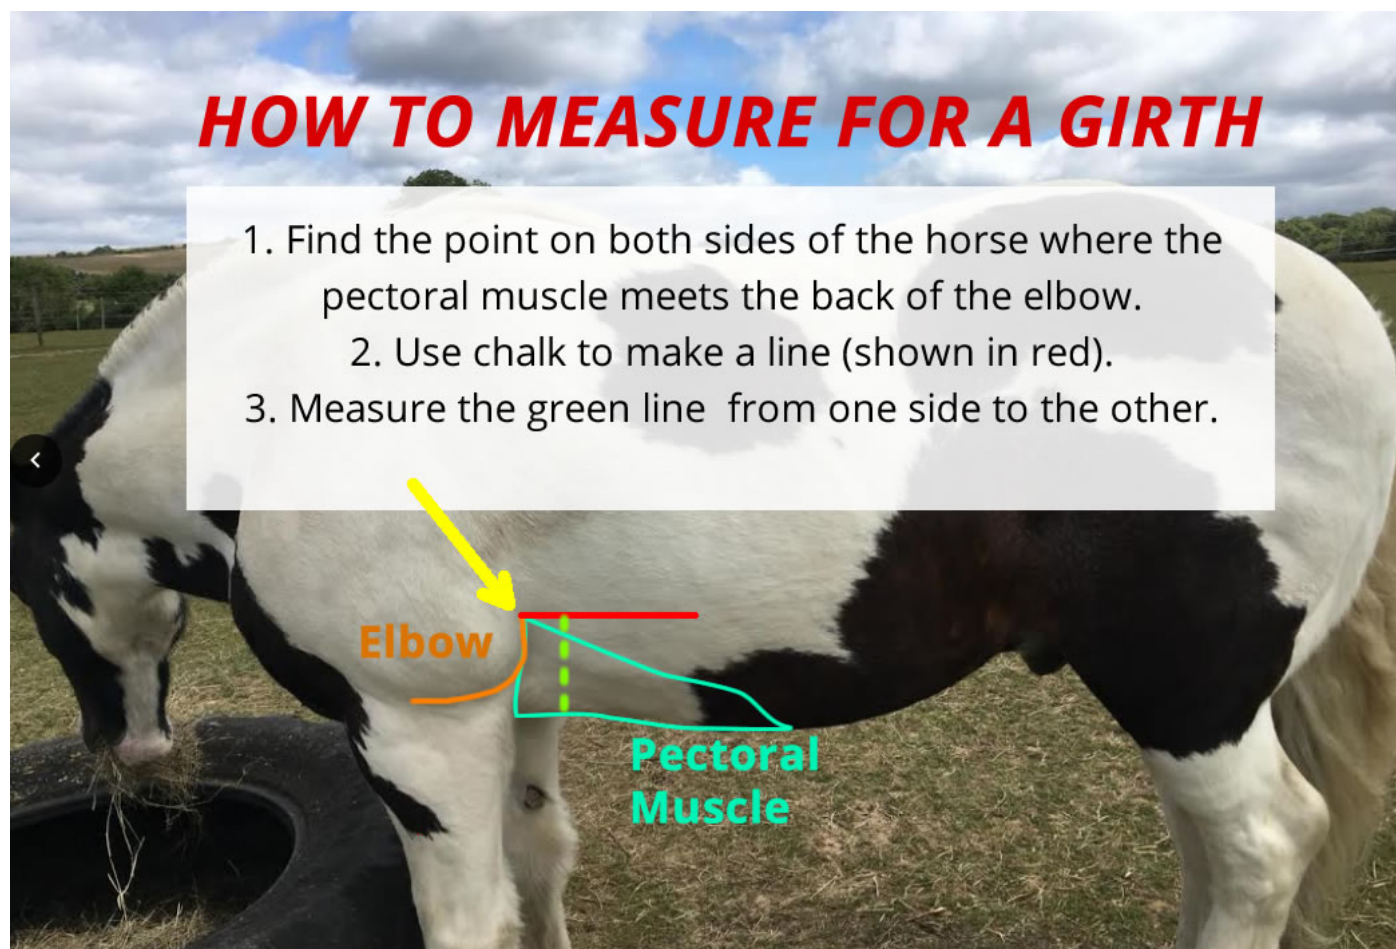 HOW TO MEASURE FOR A GIRTH
1. Find the point on both sides of the horse where the
pectoral muscle meets the back of the elbow.
2. Use chalk to make a line (shown in red).
3. Measure the green line  from one side to the other.
Elbow
Pectoral
Muscle